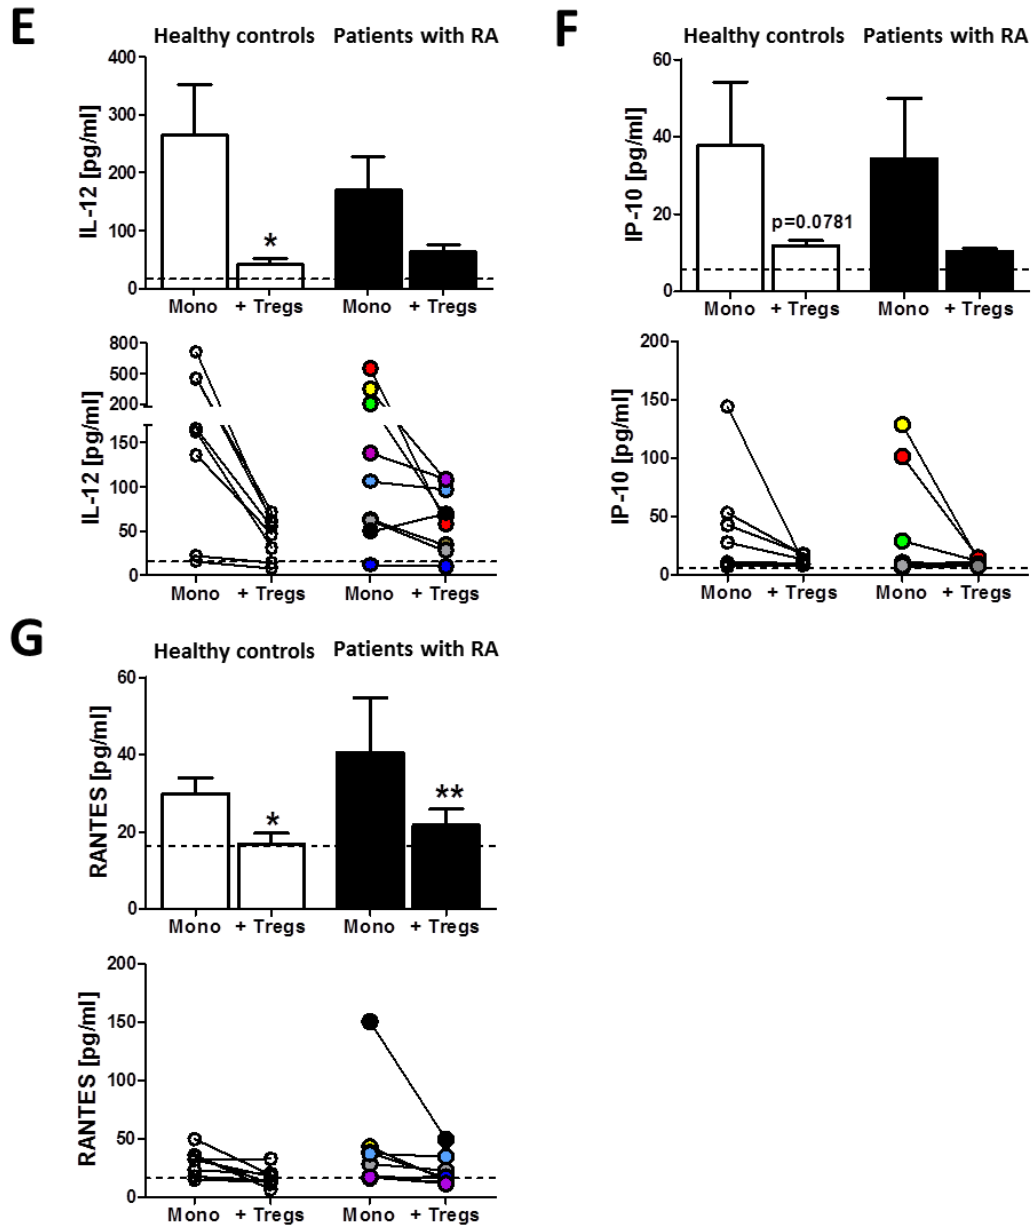 E
Healthy controls Patients with RA
IL-12 [pg/ml]
400
300
200
100
0
*
Mono + Tregs Mono + Tregs
IL-12 [pg/ml]
800
500
200
150
100
50
0
Mono + Tregs Mono + Tregs
F
Healthy controls Patients with RA
IP-10 [pg/ml]
60
40
20
0
p=0.0781
Mono + Tregs Mono + Tregs
IP-10 [pg/ml]
200
150
100
50
0
Mono + Tregs Mono + Tregs
G
Healthy controls Patients with RA
RANTES [pg/ml]
60
40
20
0
* **
Mono + Tregs Mono + Tregs
RANTES [pg/ml]
200
150
100
50
0
Mono + Tregs Mono + Tregs